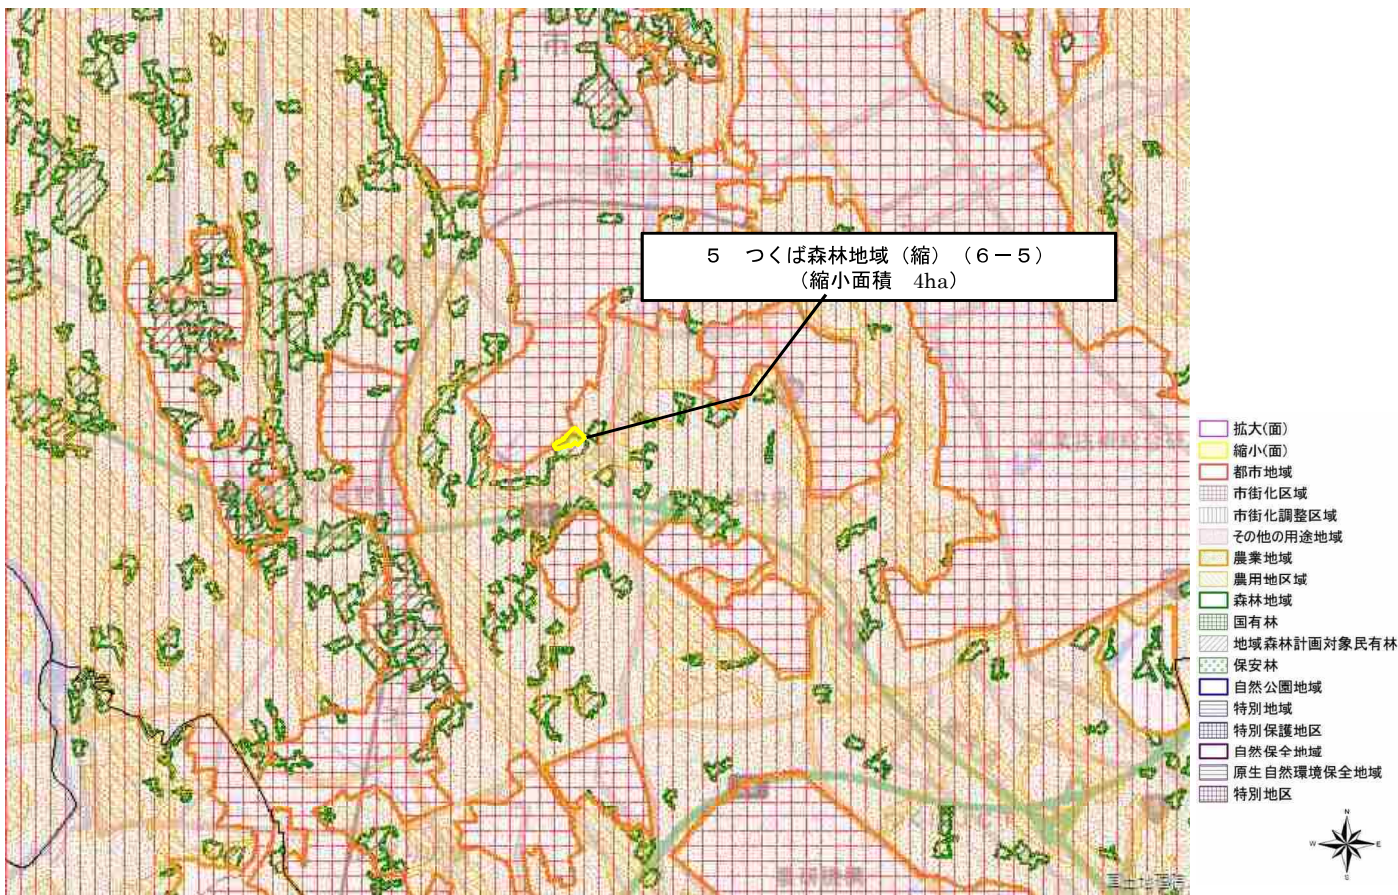 市
5 つくば森林地域（縮）（６－５）
（縮小面積 4ha）
拡大(面)
縮小(面)
都市地域
市街化区域
市街化調整区域
その他の用途地域
農業地域
農用地区域
森林地域
国有林
地域森林計画対象民有林
保安林
自然公園地域
特別地域
特別保護地区
自然保全地域
原生自然環境保全地域
特別地区
N
W
E
S